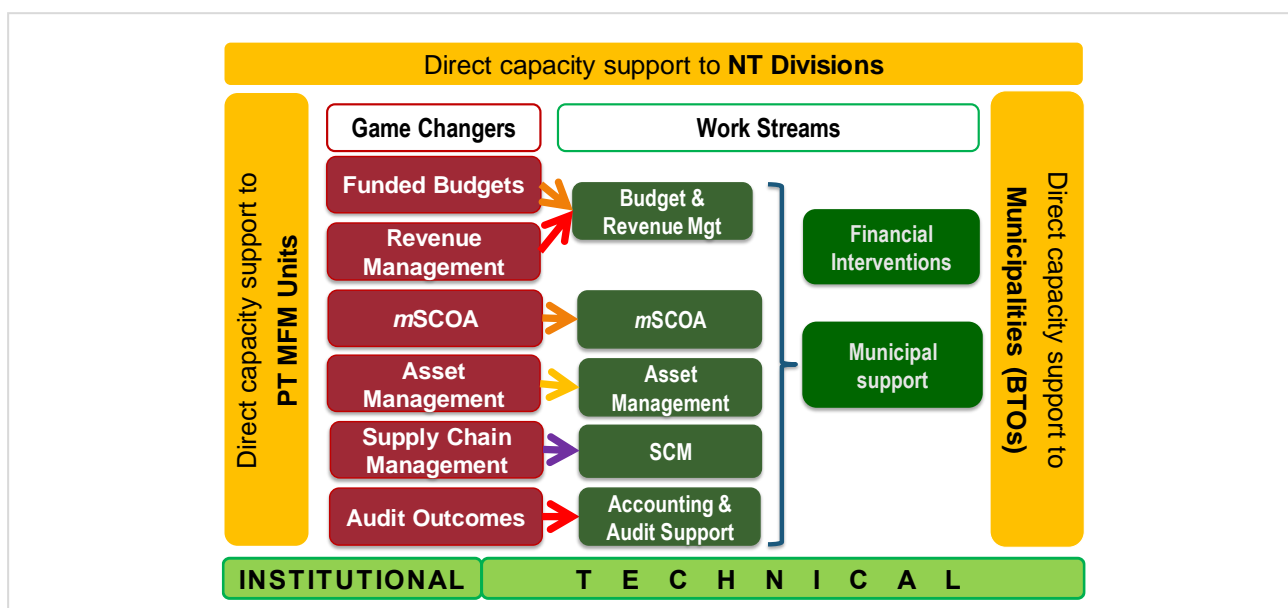 Direct capacity support to NT Divisions
Direct capacity support to
PT MFM Units
Game Changers
Work Streams
Funded Budgets
Revenue
Management
mSCOA
Asset
Management
Supply Chain
Management
Audit Outcomes
Budget &
Revenue Mgt
mSCOA
Asset
Management
SCM
Accounting &
Audit Support
Financial
Interventions
Municipal
support
Direct capacity support to
Municipalities (BTOs)
INSTITUTIONAL
T E C H N I C A L